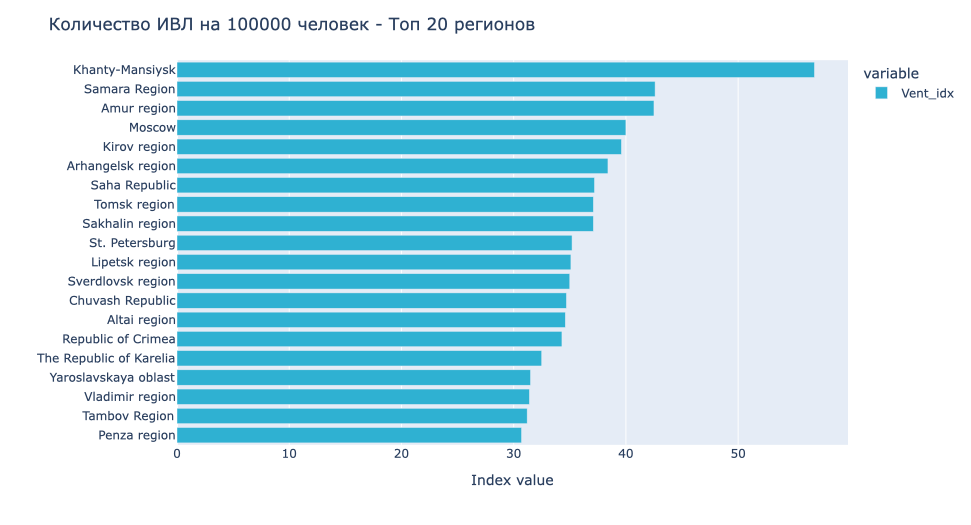 Количество ИВЛ на 100000 человек - Топ 20 регионов
variable
Vent_idx
Khanty-Mansiysk
Samara Region
Amur region
Moscow
Kirov region
Arhangelsk region
Saha Republic
Tomsk region
Sakhalin region
St. Petersburg
Lipetsk region
Sverdlovsk region
Chuvash Republic
Altai region
Republic of Crimea
The Republic of Karelia
Yaroslavskaya oblast
Vladimir region
Tambov Region
Penza region
0 10 20 30 40 50
Index value